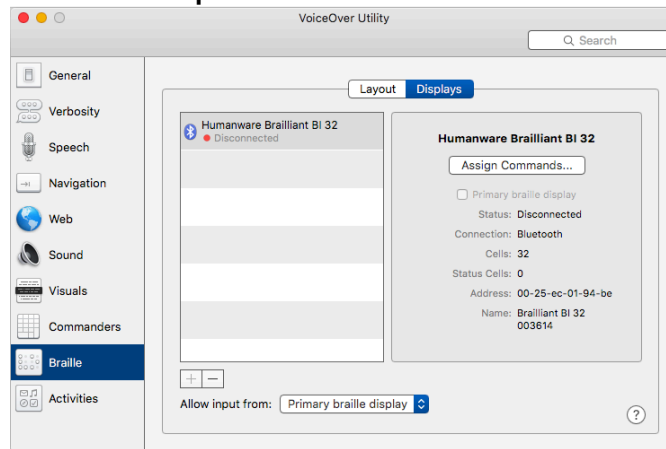 VoiceOver Utility
Search
General
Verbosity
Speech
Navigation
Web
Sound
Visuals
Commanders
Braille
Activities
Layout Displays
Humanware Brailliant BI 32
Disconnected
Humanware Brailliant BI 32
Assign Commands...
Primary braille display
Status: Disconnected
Connection: Bluetooth
Cells: 32
Status Cells: 0
Address: 00-25-ec-01-94-be
Name: Brailliant BI 32
003614
+ −
Allow input from: Primary braille display
?